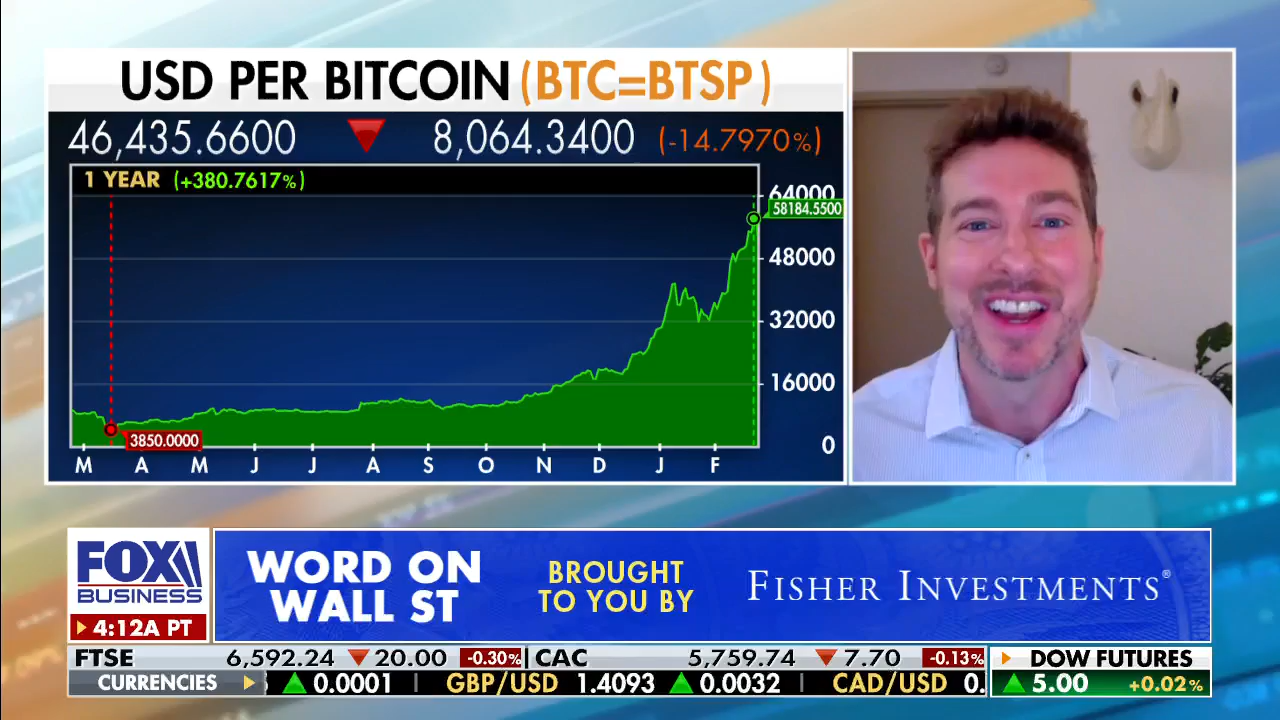 USD PER BITCOIN (BTC=BTSP)
46,435.6600 8,064.3400 (-14.7970%)
1 YEAR (+380.7617%)
64000
58184.5500
48000
32000
16000
0
3850.0000
M A M J J A S O N D J F
FOX
BUSINESS
4:12A PT
WORD ON
WALL ST
BROUGHT
TO YOU BY
FISHER INVESTMENTS®
FTSE 6,592.24 20.00 -0.30% CAC 5,759.74 7.70 -0.13%
DOW FUTURES
CURRENCIES 0.0001 GBP/USD 1.4093 0.0032 CAD/USD 0.
5.00 +0.02%